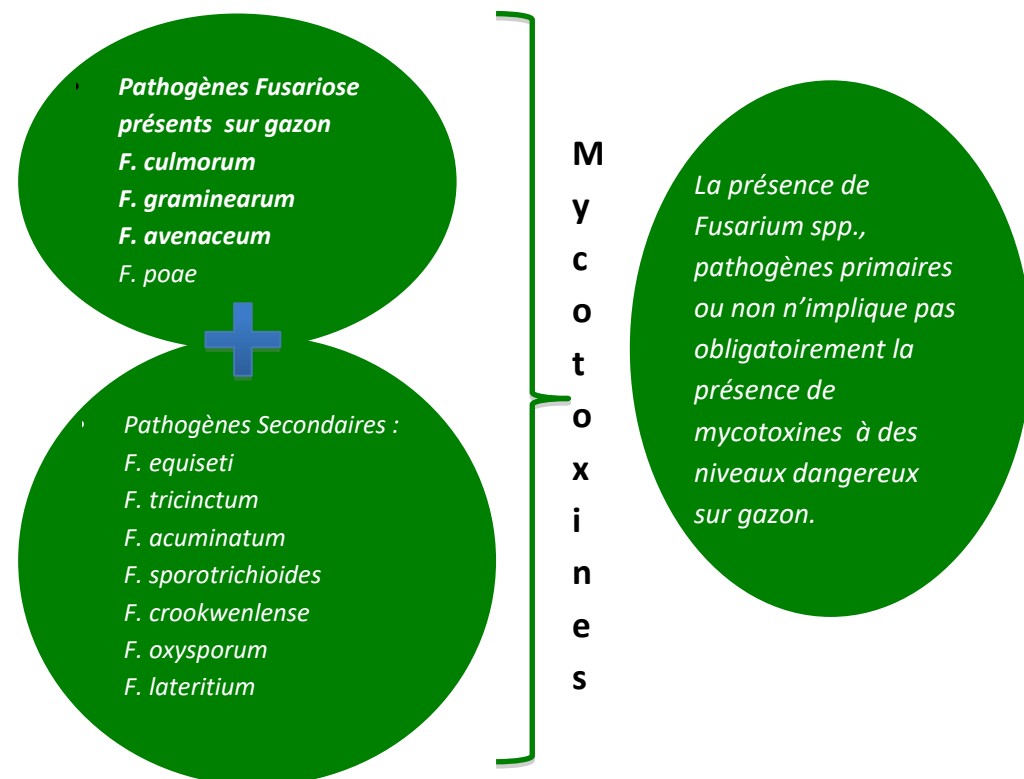 Pathogènes Fusariose
présents sur gazon
F. culmorum
F. graminearum
F. avenaceum
F. poae
Pathogènes Secondaires :
F. equiseti
F. tricinctum
F. acuminatum
F. sporotrichioides
F. crookwenlense
F. oxysporum
F. lateritium
M
y
c
o
t
o
x
i
n
e
s
La présence de
Fusarium spp.,
pathogènes primaires
ou non n’implique pas
obligatoirement la
présence de
mycotoxines à des
niveaux dangereux
sur gazon.